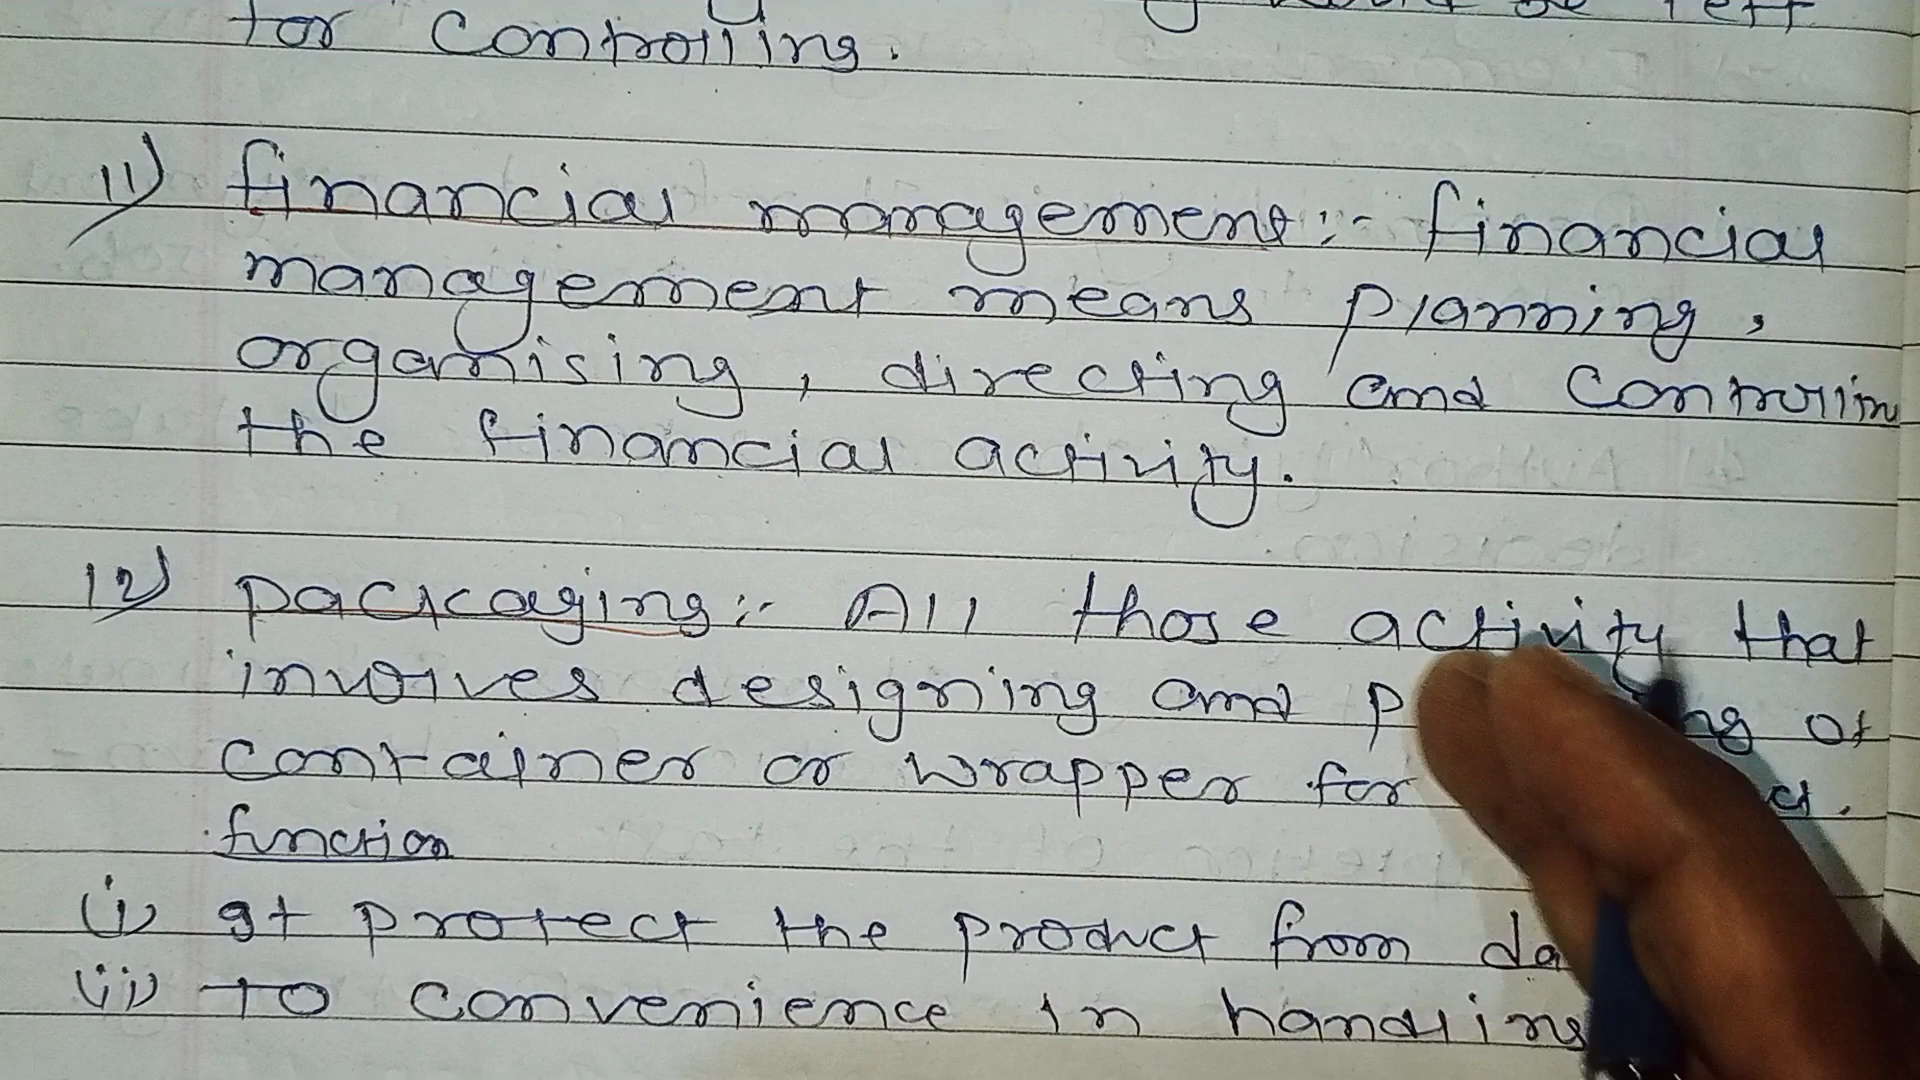 for controlling.
11) financial management:- financial
management means planning,
organising, directing and controllin
the financial activity.
12) packaging:- All those activity that
involves designing and of
container or wrapper for
function
(i) It protect the product from
(ii) To convenience in handling